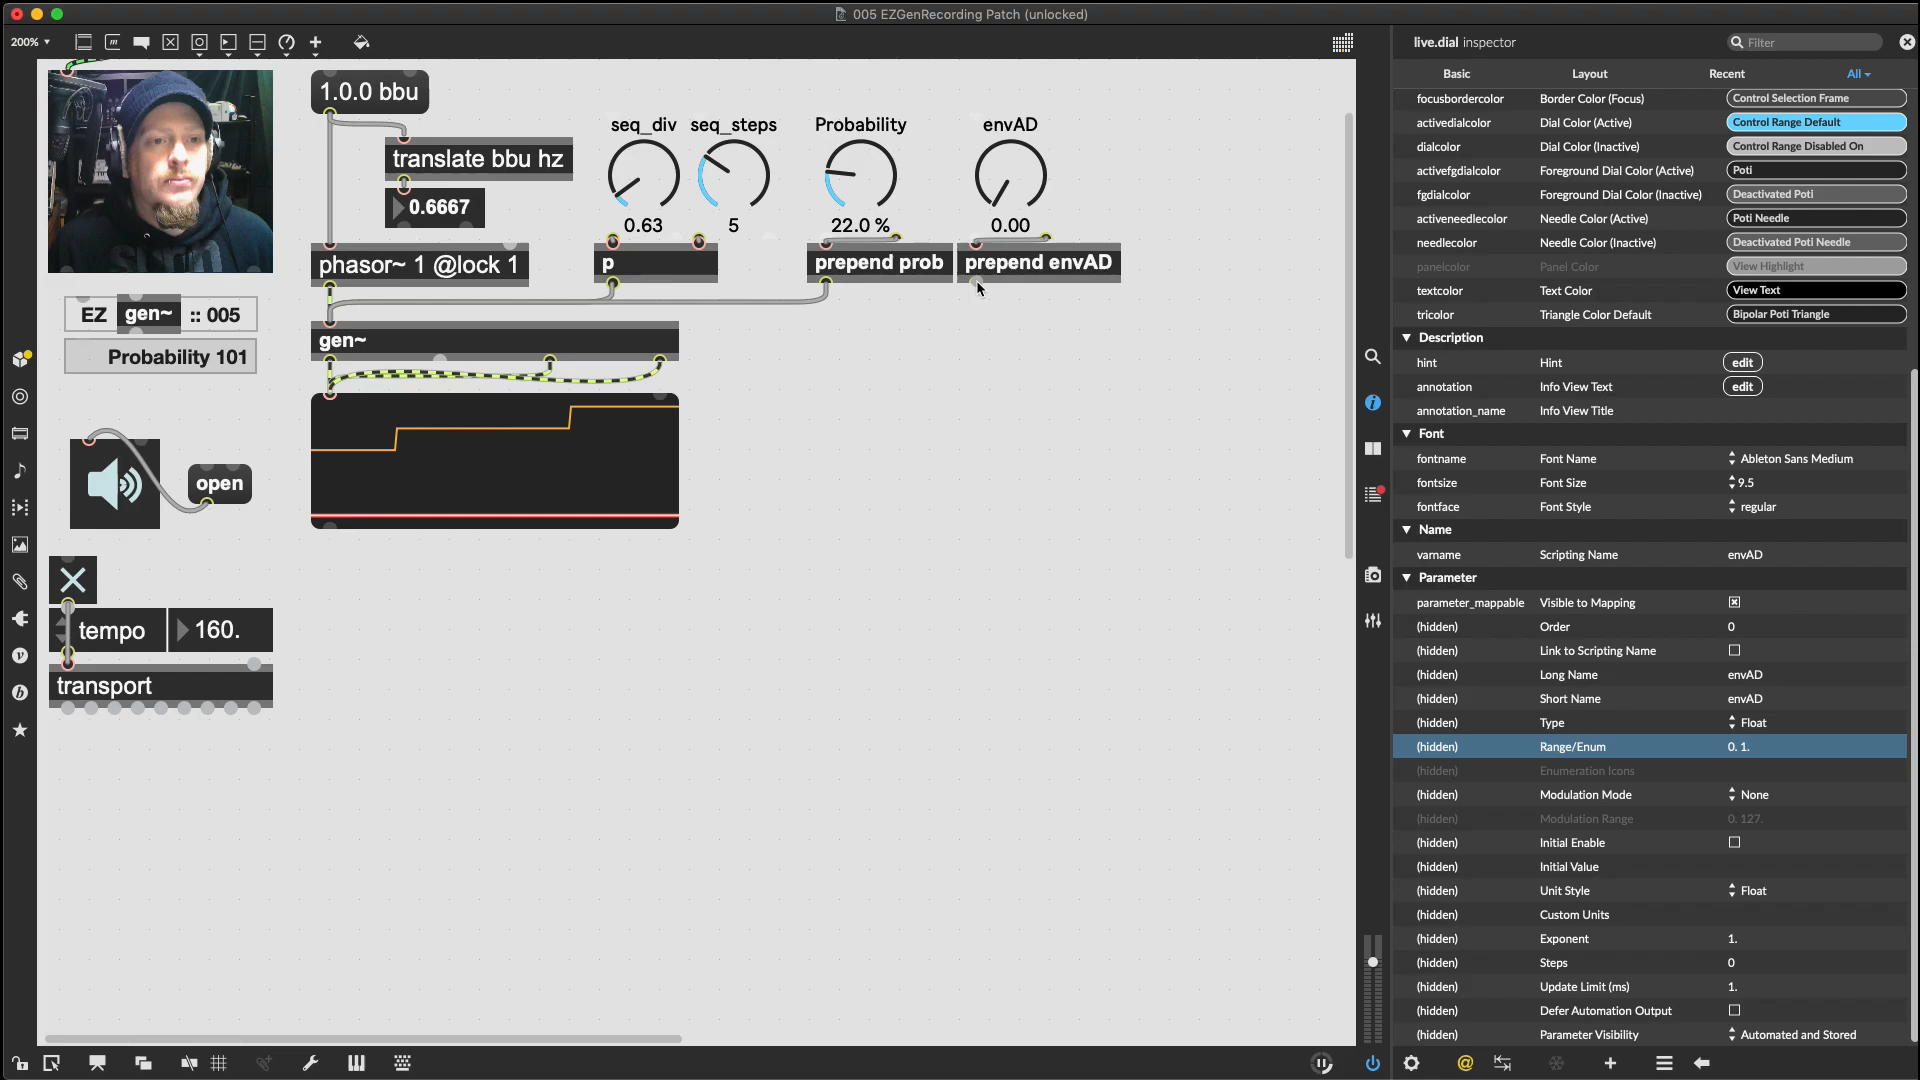 005 EZGenRecording Patch (unlocked)
200%
1.0.0 bbu
translate bbu hz
0.6667
seq_div seq_steps Probability envAD
0.63 5 22.0 % 0.00
phasor~ 1 @lock 1
p
prepend prob
prepend envAD
EZ gen~ :: 005
Probability 101
gen~
open
tempo 160.
transport
live.dial inspector
Filter
Basic Layout Recent All
focusbordercolor Border Color (Focus) Control Selection Frame
activedialcolor Dial Color (Active) Control Range Default
dialcolor Dial Color (Inactive) Control Range Disabled On
activefgdialcolor Foreground Dial Color (Active) Poti
fgdialcolor Foreground Dial Color (Inactive) Deactivated Poti
activeneedlecolor Needle Color (Active) Poti Needle
needlecolor Needle Color (Inactive) Deactivated Poti Needle
panelcolor Panel Color View Highlight
textcolor Text Color View Text
tricolor Triangle Color Default Bipolar Poti Triangle
Description
hint Hint edit
annotation Info View Text edit
annotation_name Info View Title
Font
fontname Font Name Ableton Sans Medium
fontsize Font Size 9.5
fontface Font Style regular
Name
varname Scripting Name envAD
Parameter
parameter_mappable Visible to Mapping
(hidden) Order 0
(hidden) Link to Scripting Name
(hidden) Long Name envAD
(hidden) Short Name envAD
(hidden) Type Float
(hidden) Range/Enum 0. 1.
(hidden) Enumeration Icons
(hidden) Modulation Mode None
(hidden) Modulation Range 0. 127.
(hidden) Initial Enable
(hidden) Initial Value
(hidden) Unit Style Float
(hidden) Custom Units
(hidden) Exponent 1.
(hidden) Steps 0
(hidden) Update Limit (ms) 1.
(hidden) Defer Automation Output
(hidden) Parameter Visibility Automated and Stored